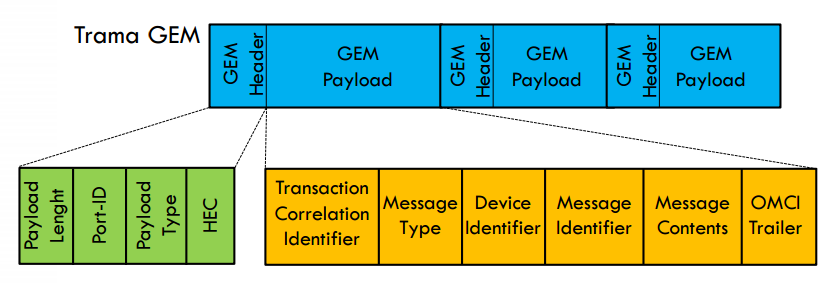 Trama GEM
GEM
Header
GEM
Payload
GEM
Header
GEM
Payload
GEM
Header
GEM
Payload
Payload
Lenght
Port-ID
Payload
Type
HEC
Transaction
Correlation
Identifier
Message
Type
Device
Identifier
Message
Identifier
Message
Contents
OMCI
Trailer